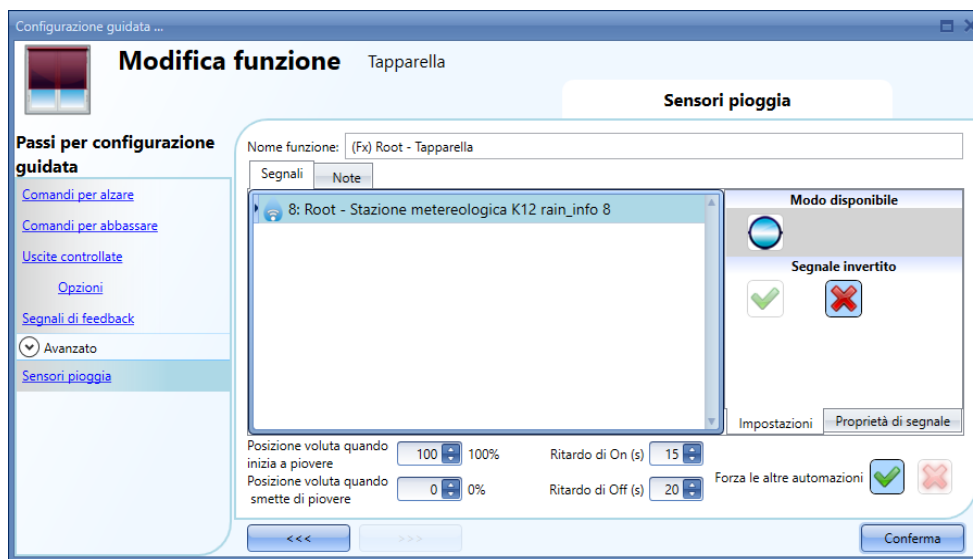 Configurazione guidata ...
Modifica funzione Tapparella
Sensori pioggia
Passi per configurazione
guidata
Comandi per alzare
Comandi per abbassare
Uscite controllate
Opzioni
Segnali di feedback
Avanzato
Sensori pioggia
Nome funzione: (Fx) Root - Tapparella
Segnali Note
8: Root - Stazione metereologica K12 rain_info 8
Modo disponibile
Segnale invertito
Impostazioni Proprietà di segnale
Posizione voluta quando
inizia a piovere 100 100% Ritardo di On (s) 15
Posizione voluta quando
smette di piovere 0 0% Ritardo di Off (s) 20
Forza le altre automazioni
<<< >>> Conferma